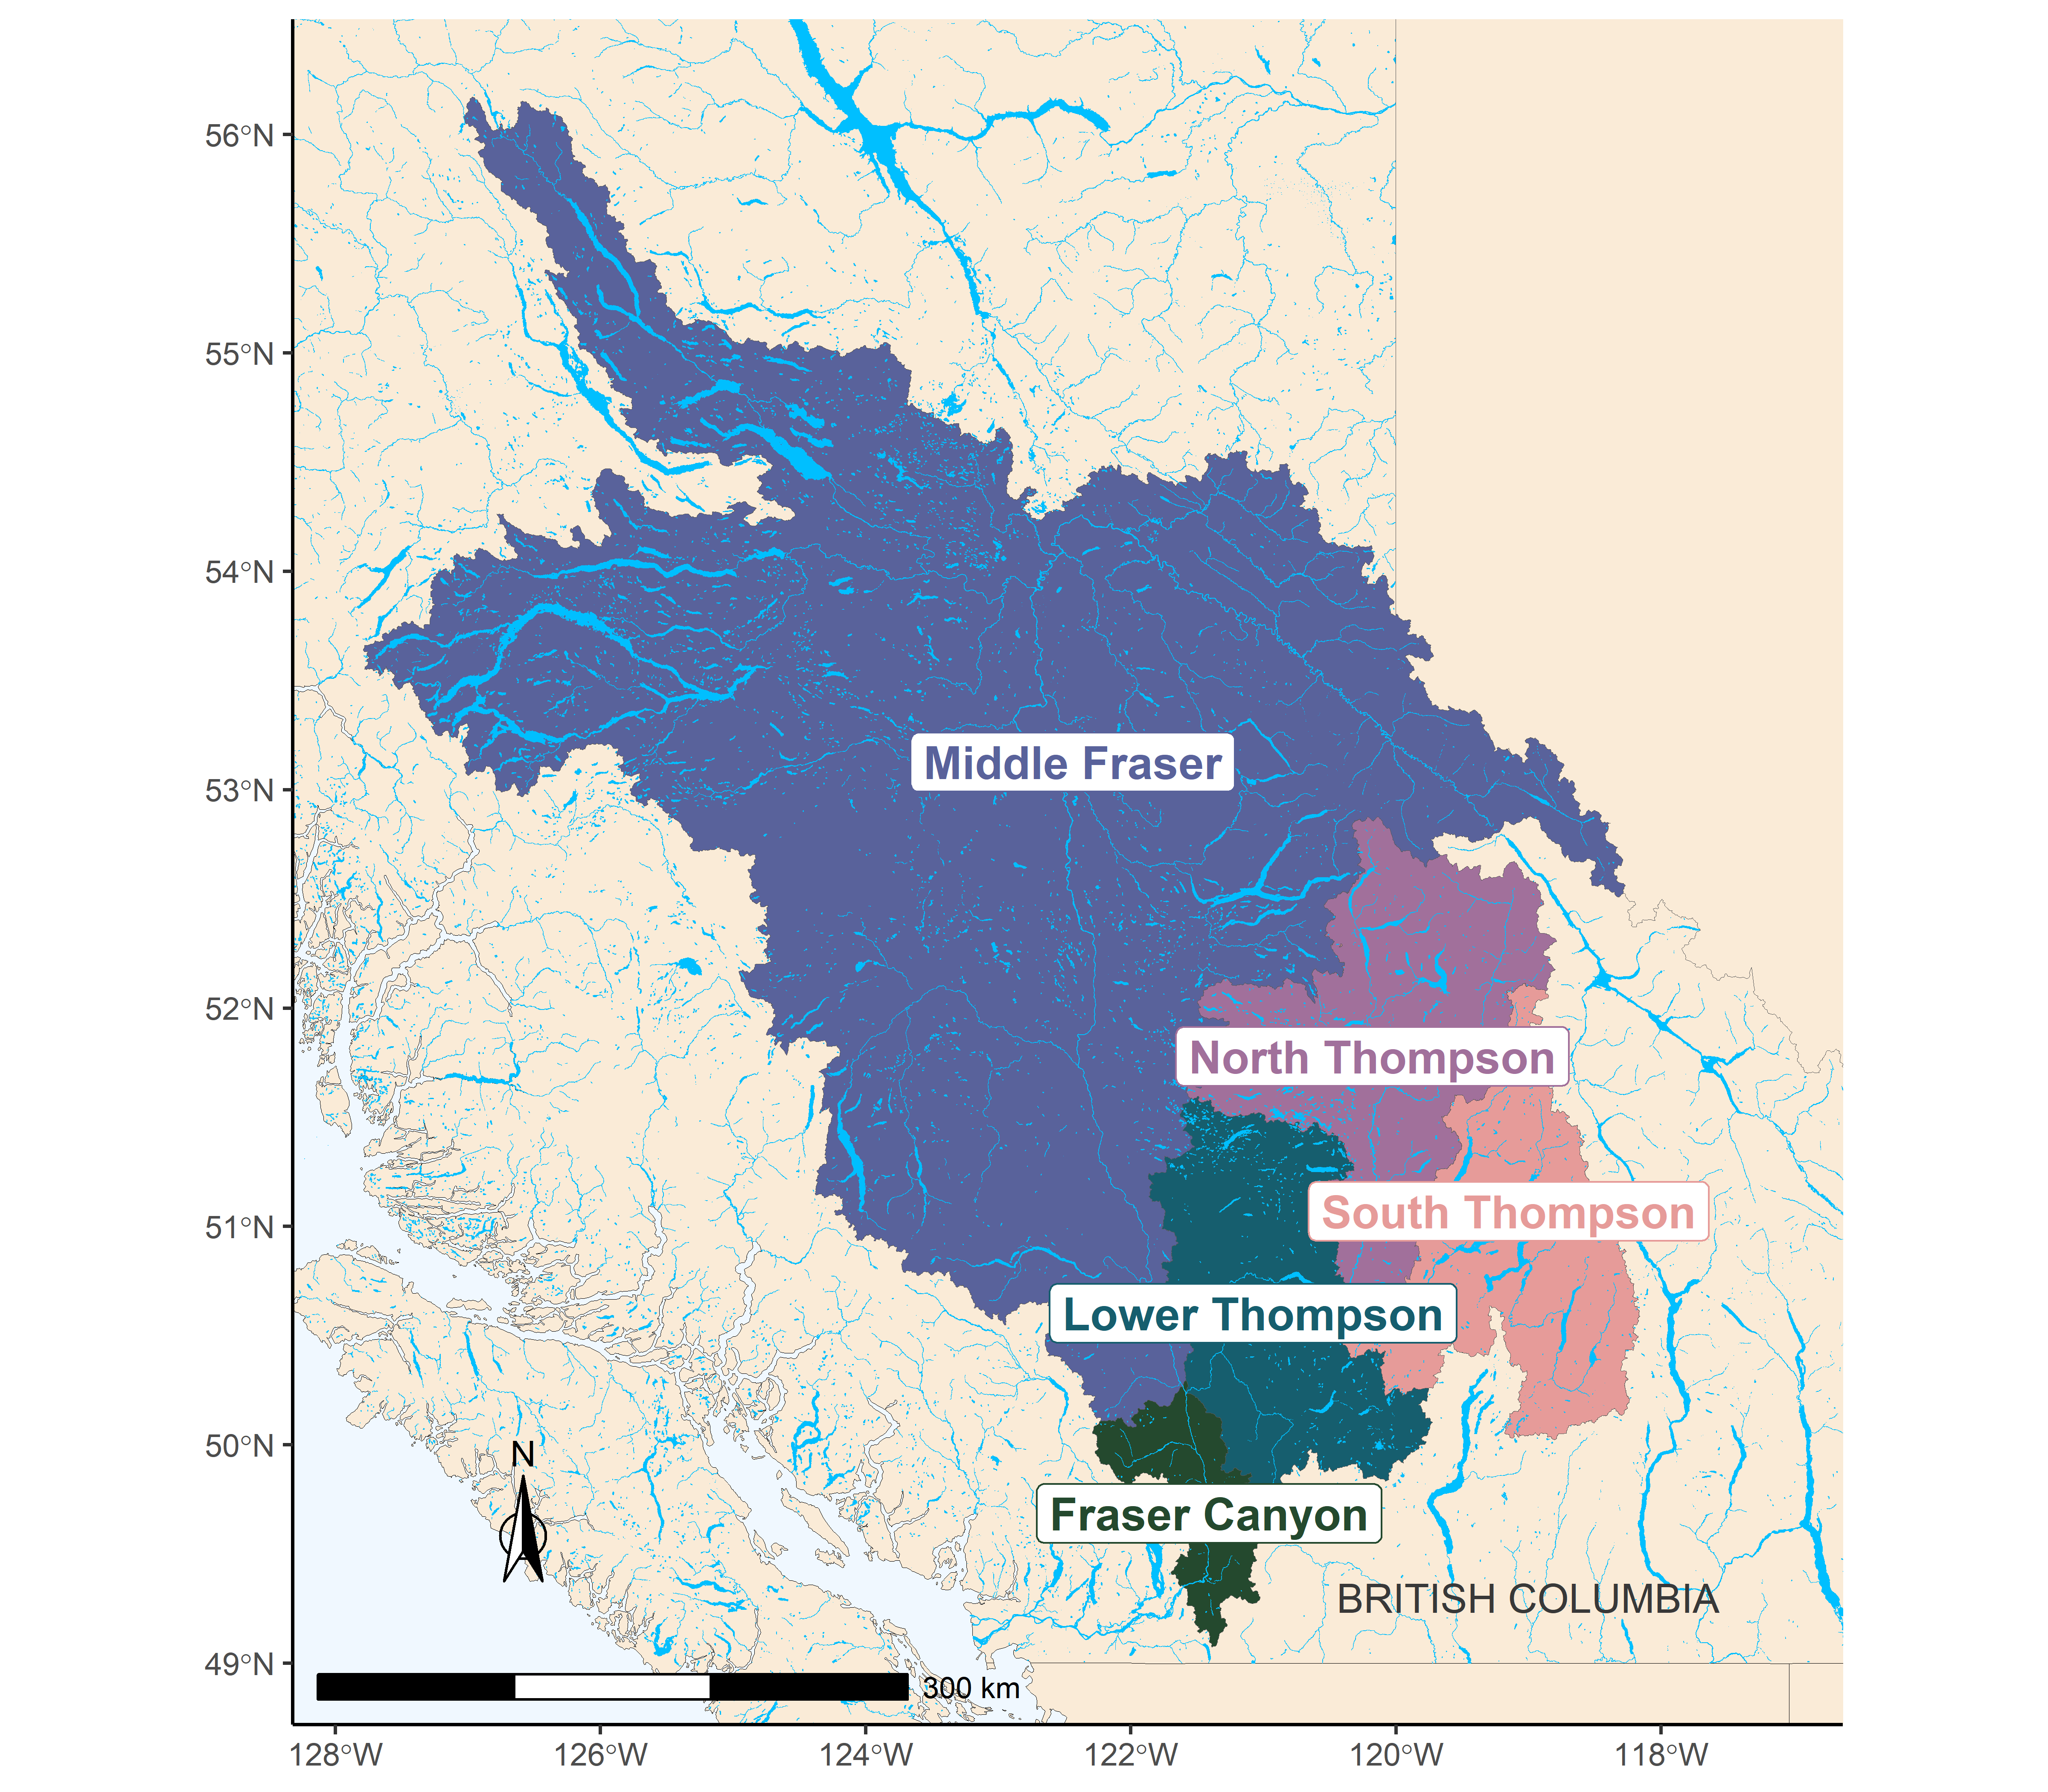 56°N
55°N
54°N
53°N
52°N
51°N
50°N
49°N
Middle Fraser
North Thompson
South Thompson
Lower Thompson
Fraser Canyon
BRITISH COLUMBIA
N
300 km
128°W
126°W
124°W
122°W
120°W
118°W